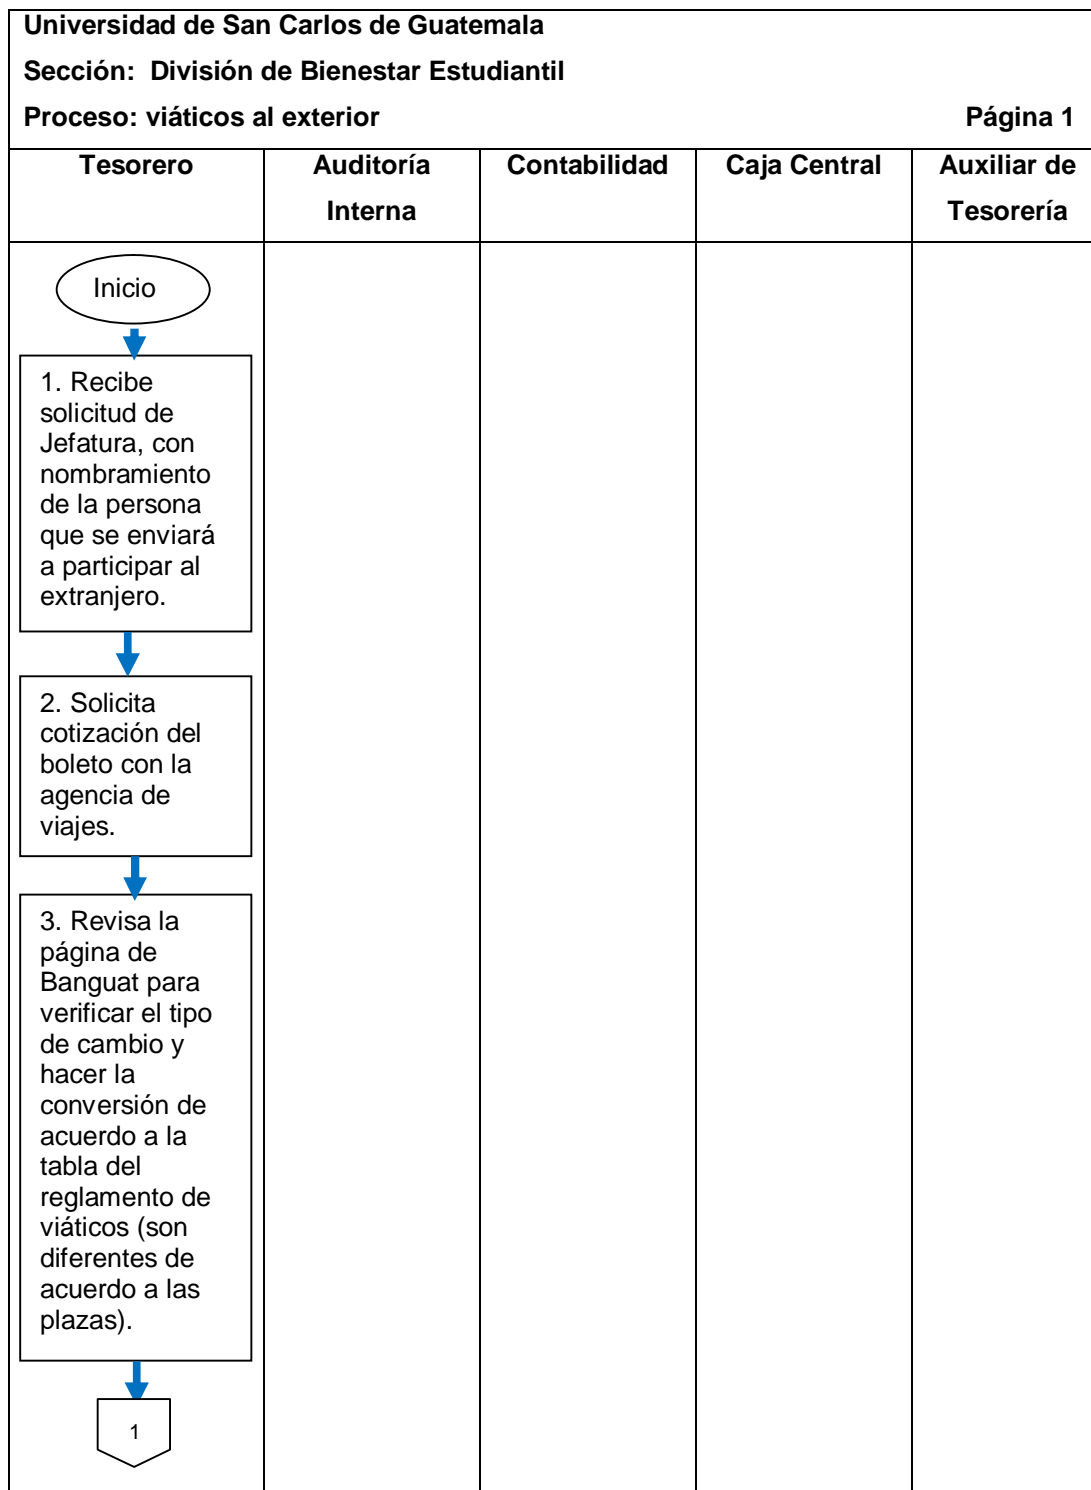 Universidad de San Carlos de Guatemala
Sección: División de Bienestar Estudiantil
Proceso: viáticos al exterior Página 1
Tesorero
Auditoría
Interna
Contabilidad
Caja Central
Auxiliar de
Tesorería
Inicio
1. Recibe
solicitud de
Jefatura, con
nombramiento
de la persona
que se enviará
a participar al
extranjero.
2. Solicita
cotización del
boleto con la
agencia de
viajes.
3. Revisa la
página de
Banguat para
verificar el tipo
de cambio y
hacer la
conversión de
acuerdo a la
tabla del
reglamento de
viáticos (son
diferentes de
acuerdo a las
plazas).
1